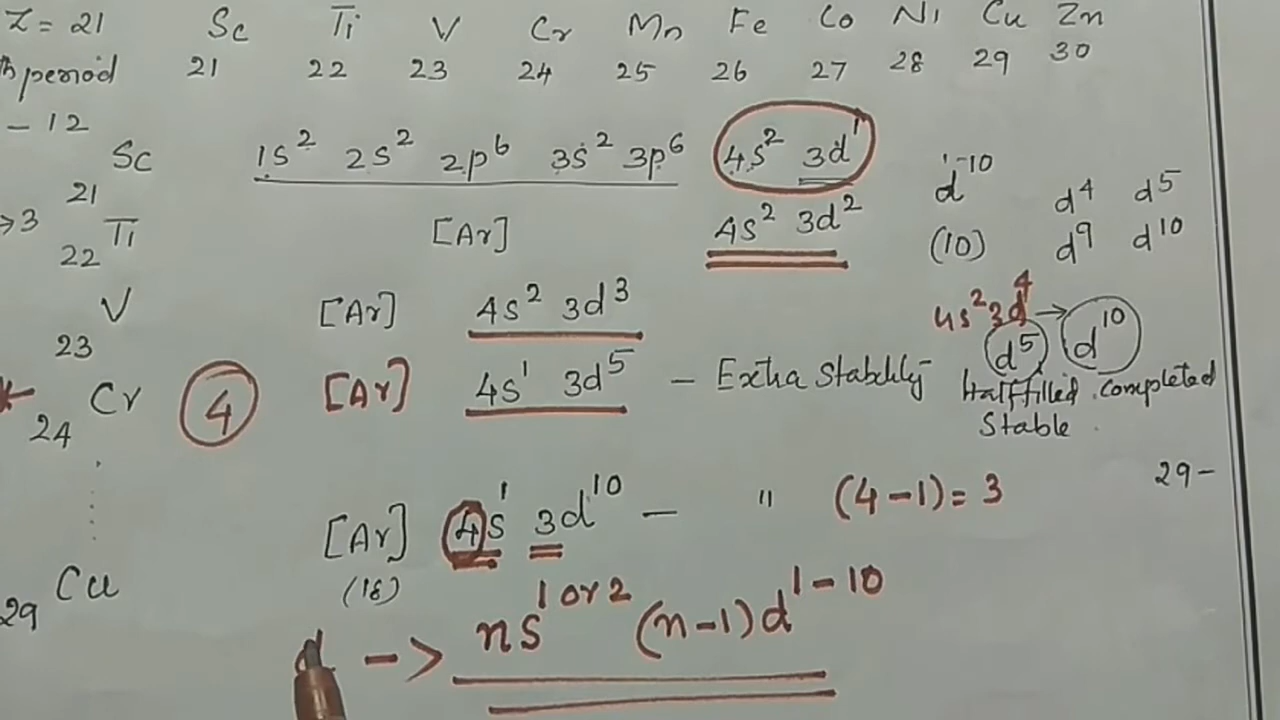 Z = 21 Sc Ti V Cr Mn Fe Co Ni Cu Zn
period 21 22 23 24 25 26 27 28 29 30
- 12
Sc 1s² 2s² 2p⁶ 3s² 3p⁶ 4s² 3d¹ d¹⁻¹⁰ d⁴ d⁵
21
→3 Ti [Ar] 4s² 3d² (10) d⁹ d¹⁰
22
V [Ar] 4s² 3d³ 4s² 3d⁴ →
23 d⁵ d¹⁰
Cr 4 [Ar] 4s¹ 3d⁵ - Extra Stability Halffilled completed
24 Stable
[Ar] 4s¹ 3d¹⁰ - " (4-1) = 3 29-
Cu (18)
29
d -> ns¹ or ² (n-1)d¹⁻¹⁰